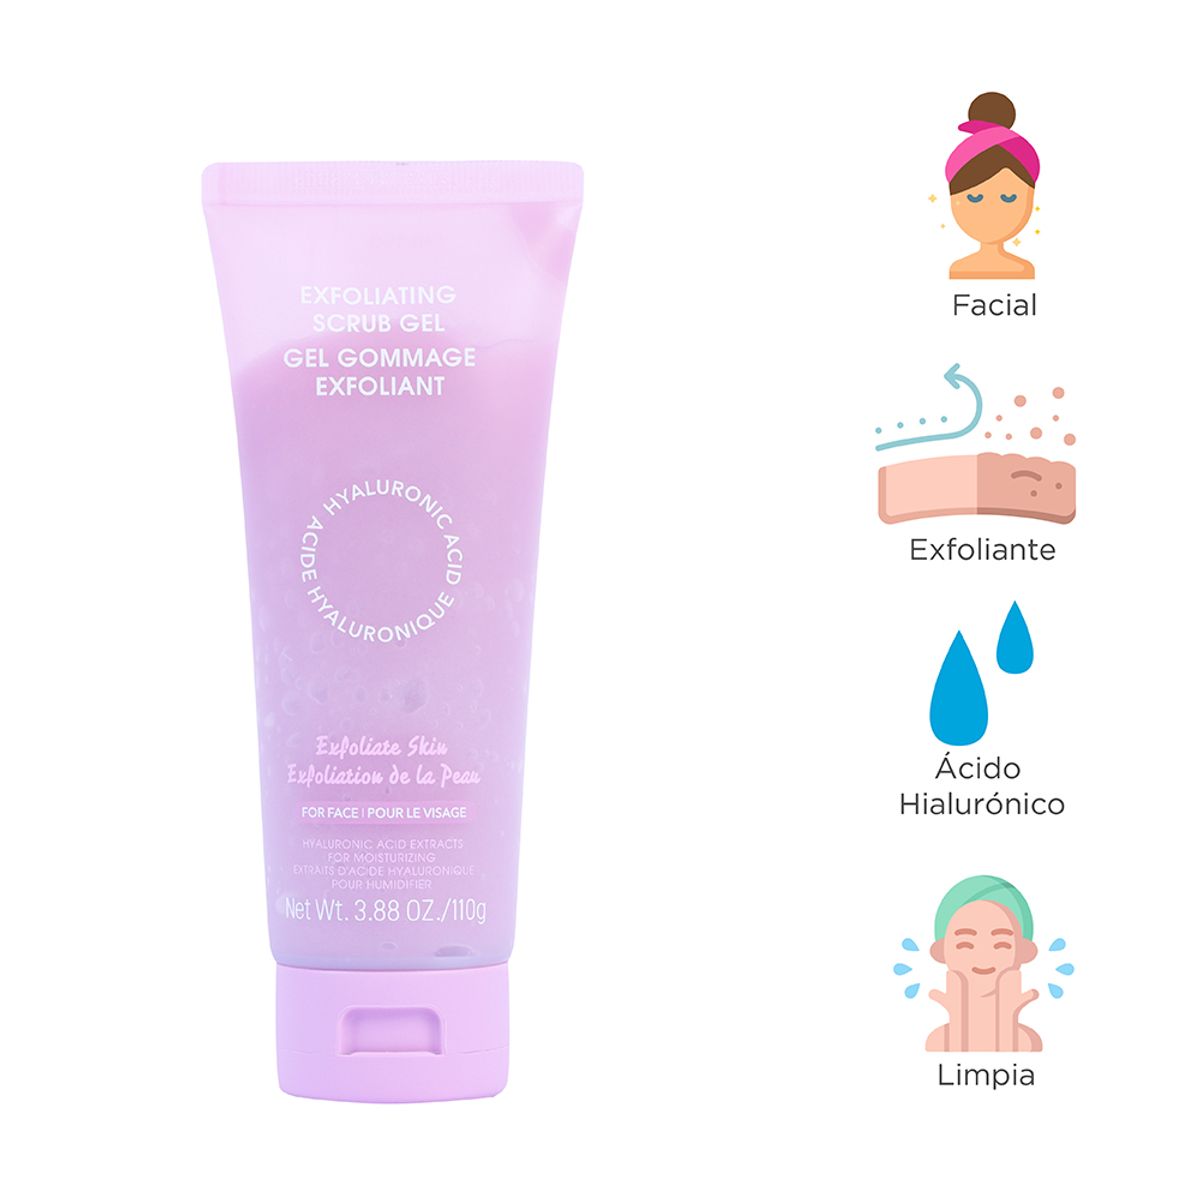 EXFOLIATING
SCRUB GEL
GEL GOMMAGE
EXFOLIANT
HYALURONIC ACID
ACIDE HYALURONIQUE
Exfoliate Skin
Exfoliation de la Peau
FOR FACE | POUR LE VISAGE
HYALURONIC ACID EXTRACTS
FOR MOISTURIZING
EXTRAITS D'ACIDE HYALURONIQUE
POUR HUMIDIFIER
Net Wt. 3.88 OZ./110g
Facial
Exfoliante
Ácido
Hialurónico
Limpia